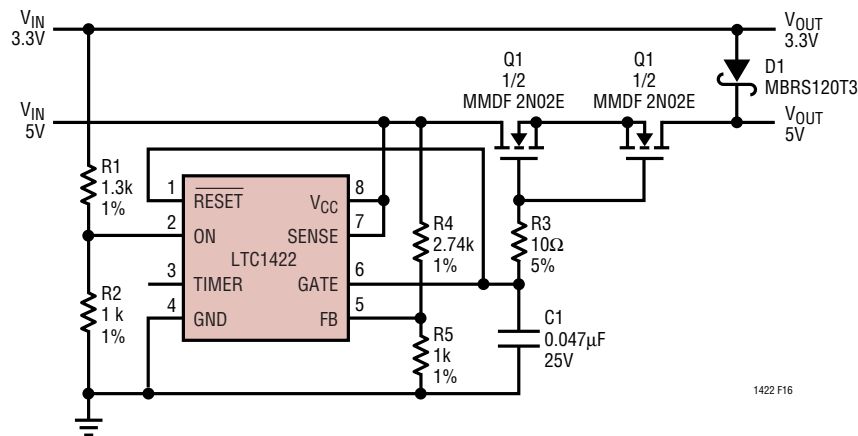 VIN
3.3V
VOUT
3.3V
Q1
1/2
MMDF 2N02E
Q1
1/2
MMDF 2N02E
D1
MBRS120T3
VIN
5V
VOUT
5V
R1
1.3k
1%
1
RESET
VCC
8
2
ON
SENSE
7
LTC1422
3
TIMER
GATE
6
4
GND
FB
5
R4
2.74k
1%
R3
10Ω
5%
R2
1 k
1%
R5
1k
1%
C1
0.047µF
25V
1422 F16